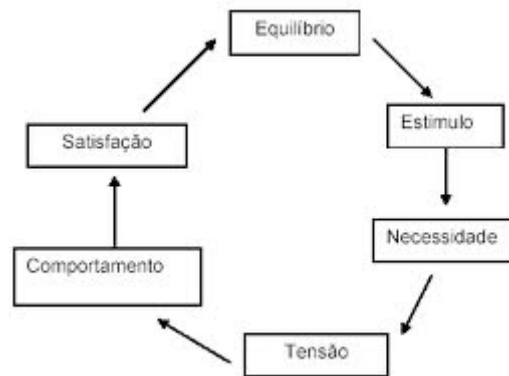 Equilíbrio
Estimulo
Necessidade
Tensão
Comportamento
Satisfação